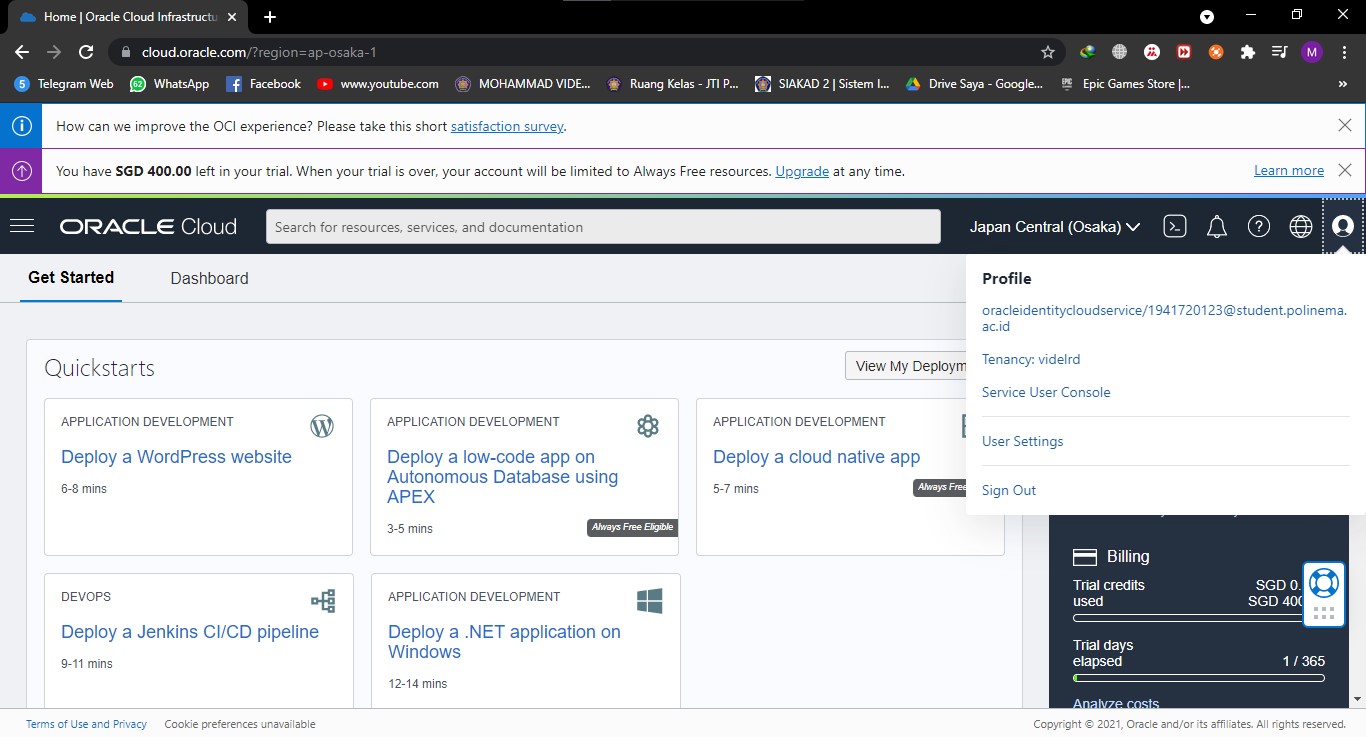 Home | Oracle Cloud Infrastructu
cloud.oracle.com/?region=ap-osaka-1
M
5 Telegram Web
62 WhatsApp
Facebook
www.youtube.com
MOHAMMAD VIDE...
Ruang Kelas - JTI P...
SIAKAD 2 | Sistem I...
Drive Saya - Google...
Epic Games Store |...
»
How can we improve the OCI experience? Please take this short satisfaction survey.
You have SGD 400.00 left in your trial. When your trial is over, your account will be limited to Always Free resources. Upgrade at any time.
Learn more
ORACLE Cloud
Search for resources, services, and documentation
Japan Central (Osaka)
Get Started
Dashboard
Profile
oracleidentitycloudservice/1941720123@student.polinema.
ac.id
Tenancy: videlrd
Service User Console
User Settings
Sign Out
Quickstarts
View My Deploym
APPLICATION DEVELOPMENT
Deploy a WordPress website
6-8 mins
APPLICATION DEVELOPMENT
Deploy a low-code app on
Autonomous Database using
APEX
3-5 mins
Always Free Eligible
APPLICATION DEVELOPMENT
Deploy a cloud native app
5-7 mins
Always Free
DEVOPS
Deploy a Jenkins CI/CD pipeline
9-11 mins
APPLICATION DEVELOPMENT
Deploy a .NET application on
Windows
12-14 mins
Billing
Trial credits
used
SGD 0.
SGD 400
Trial days
elapsed
1 / 365
Analyze costs
Terms of Use and Privacy
Cookie preferences unavailable
Copyright © 2021, Oracle and/or its affiliates. All rights reserved.